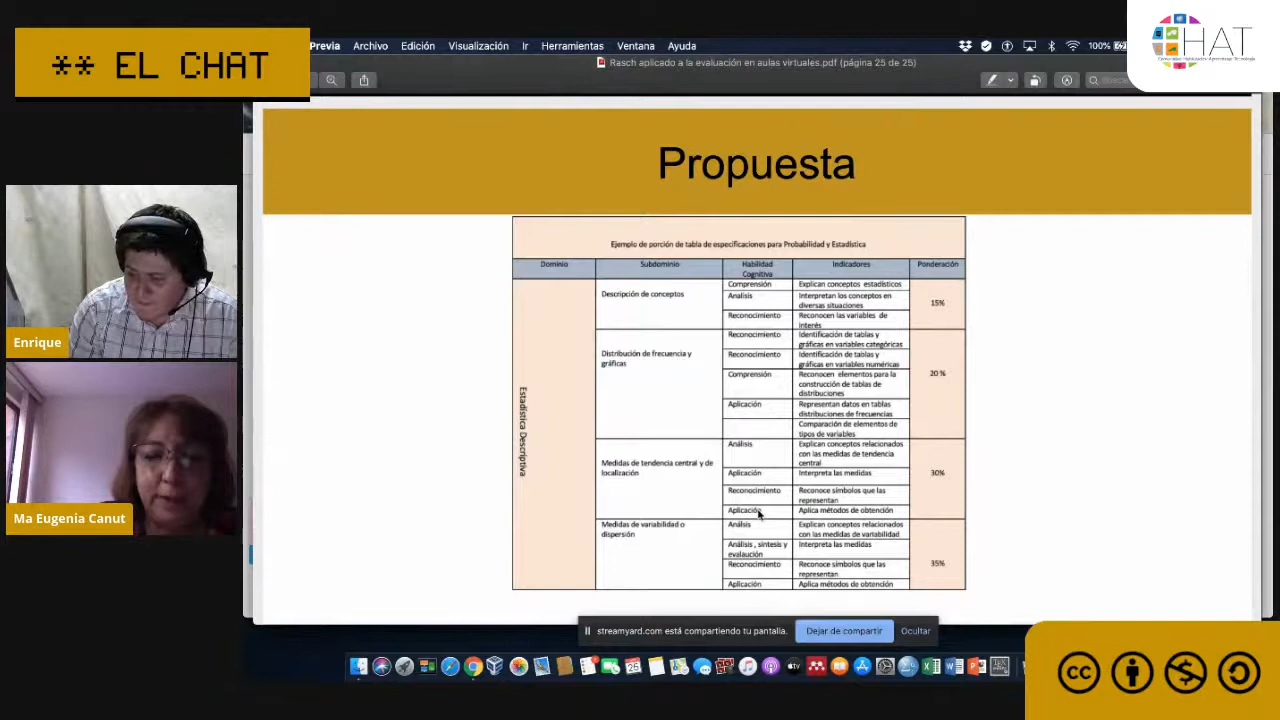 ** EL CHAT
Previa Archivo Edición Visualización Ir Herramientas Ventana Ayuda
100%
Rasch aplicado a la evaluación en aulas virtuales.pdf (página 25 de 25)
CHAT
Comunidad Habilidades Aprendizaje Tecnología
Propuesta
Ejemplo de porción de tabla de especificaciones para Probabilidad y Estadística
Dominio Subdominio Habilidad Indicadores Ponderación
Cognitiva
Estadística Descriptiva
Descripción de conceptos
Comprensión Explican conceptos estadísticos
Analisis Interpretan los conceptos en
diversas situaciones
Reconocimiento Reconocen las variables de
interés
15%
Distribución de frecuencia y
gráficas
Reconocimiento Identificación de tablas y
gráficas en variables categóricas
Reconocimiento Identificación de tablas y
gráficas en variables numéricas
Comprensión Reconocen elementos para la
construcción de tablas de
distribuciones
Aplicación Representan datos en tablas
distribuciones de frecuencias
Comparación de elementos de
tipos de variables
20 %
Medidas de tendencia central y de
localización
Análisis Explican conceptos relacionados
con las medidas de tendencia
central
Aplicación Interpreta las medidas
Reconocimiento Reconoce símbolos que las
representan
Aplicación Aplica métodos de obtención
30%
Medidas de variabilidad o
dispersión
Análsis Explican conceptos relacionados
con las medidas de variabilidad
Análisis , síntesis y Interpreta las medidas
evalaución
Reconocimiento Reconoce símbolos que las
representan
Aplicación Aplica métodos de obtención
35%
Enrique
Ma Eugenia Canut
streamyard.com está compartiendo tu pantalla. Dejar de compartir Ocultar
cc